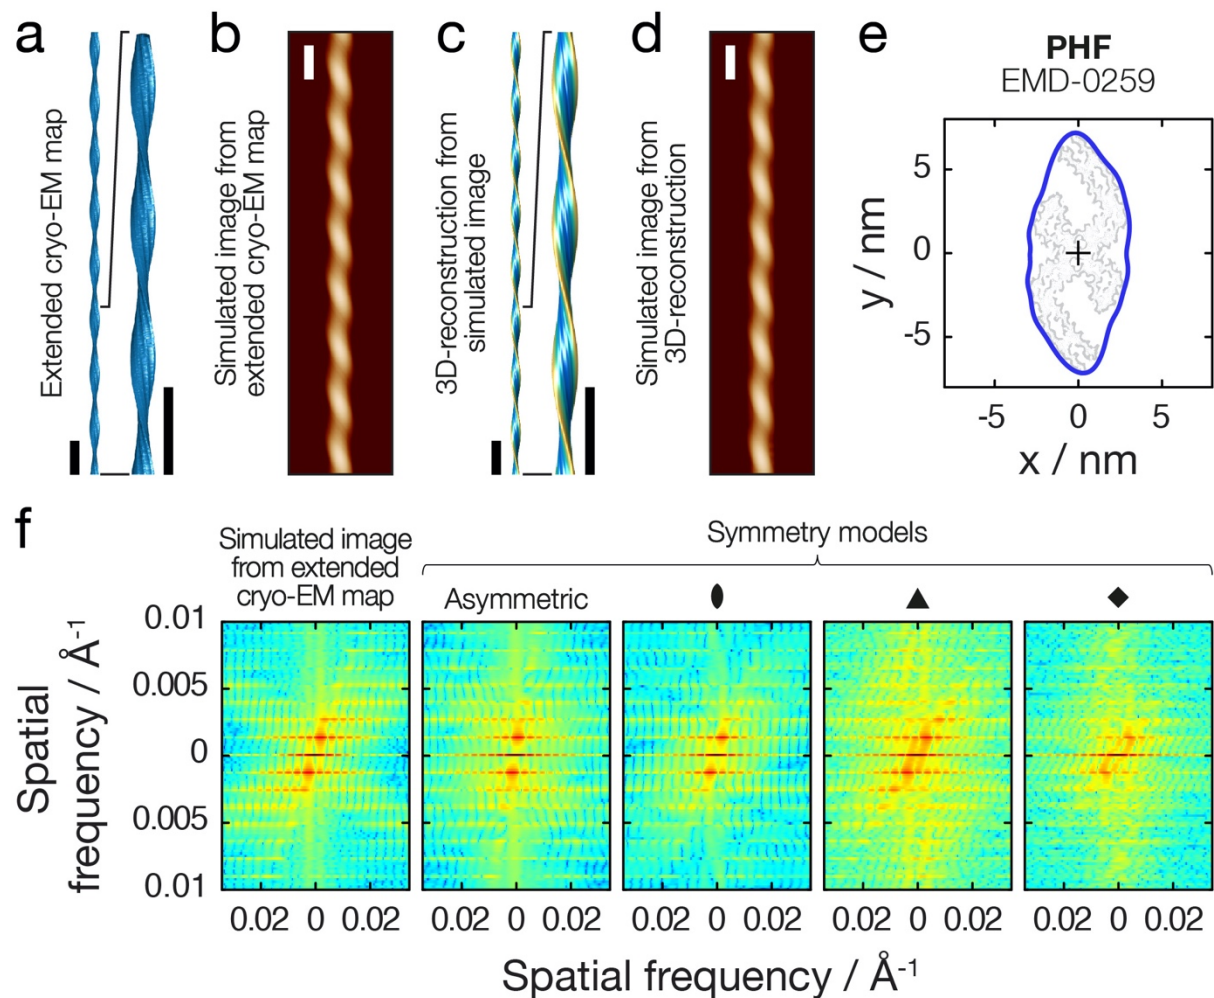 a
Extended cryo-EM map
b
Simulated image from
extended cryo-EM map
c
3D-reconstruction from
simulated image
d
Simulated image from
3D-reconstruction
e
PHF
EMD-0259
5
0
-5
y / nm
-5 0 5
x / nm
f
Simulated image
from extended
cryo-EM map
Symmetry models
Asymmetric
0.01
0.005
0
0.005
0.01
Spatial
frequency / Å-1
0.02 0 0.02
0.02 0 0.02
0.02 0 0.02
0.02 0 0.02
0.02 0 0.02
Spatial frequency / Å-1